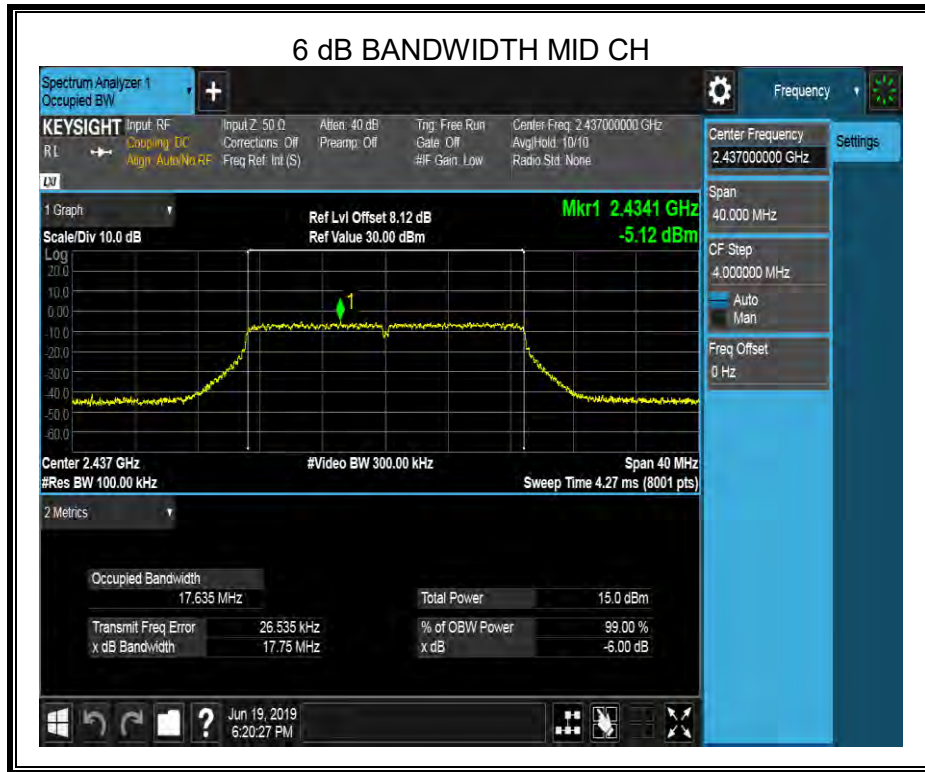 6 dB BANDWIDTH MID CH
Spectrum Analyzer 1
Occupied BW
+
Frequency
KEYSIGHT
RL
LXI
Input: RF
Coupling: DC
Align: Auto/No RF
Input Z: 50 Ω
Corrections: Off
Freq Ref: Int (S)
Atten: 40 dB
Preamp: Off
Trig: Free Run
Gate: Off
#IF Gain: Low
Center Freq: 2.437000000 GHz
Avg|Hold: 10/10
Radio Std: None
Center Frequency
2.437000000 GHz
Settings
Span
40.000 MHz
CF Step
4.000000 MHz
Auto
Man
Freq Offset
0 Hz
1 Graph
Scale/Div 10.0 dB
Ref Lvl Offset 8.12 dB
Ref Value 30.00 dBm
Mkr1 2.4341 GHz
-5.12 dBm
Log
20.0
10.0
0.00
-10.0
-20.0
-30.0
-40.0
-50.0
-60.0
1
Center 2.437 GHz
#Video BW 300.00 kHz
Span 40 MHz
#Res BW 100.00 kHz
Sweep Time 4.27 ms (8001 pts)
2 Metrics
Occupied Bandwidth
17.635 MHz
Total Power 15.0 dBm
Transmit Freq Error 26.535 kHz
% of OBW Power 99.00 %
x dB Bandwidth 17.75 MHz
x dB -6.00 dB
?
Jun 19, 2019
6:20:27 PM